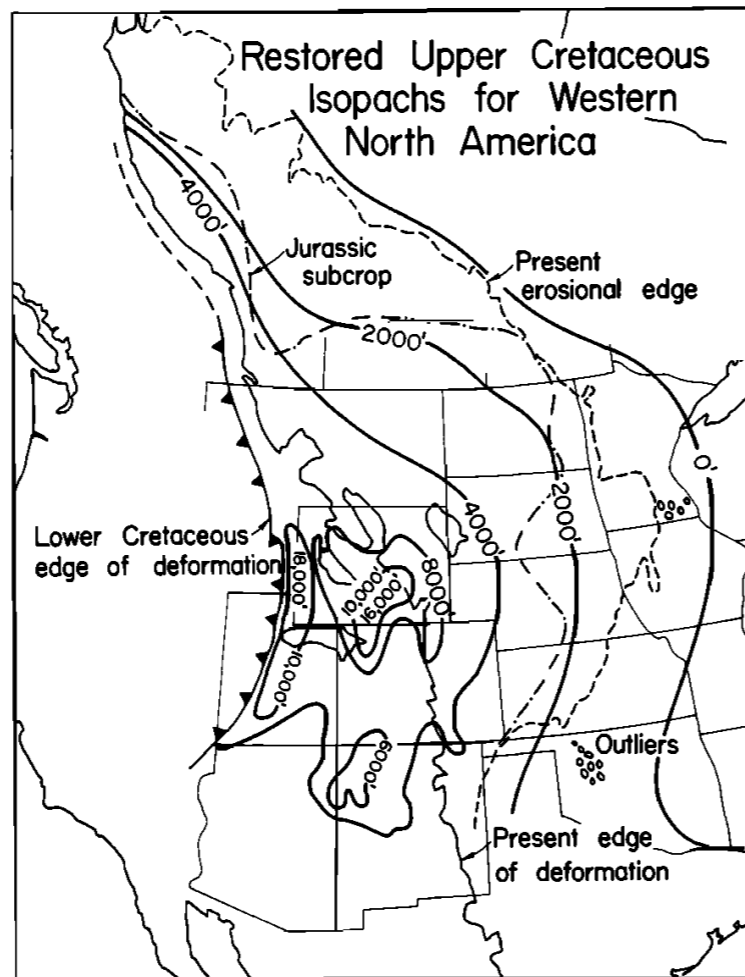 Restored Upper Cretaceous
Isopachs for Western
North America
4000'
Jurassic
subcrop
Present
erosional edge
2000'
0'
2000'
4000'
Lower Cretaceous
edge of deformation
18,000'
10,000'
16,000'
8000'
10,000'
6000'
Outliers
Present edge
of deformation